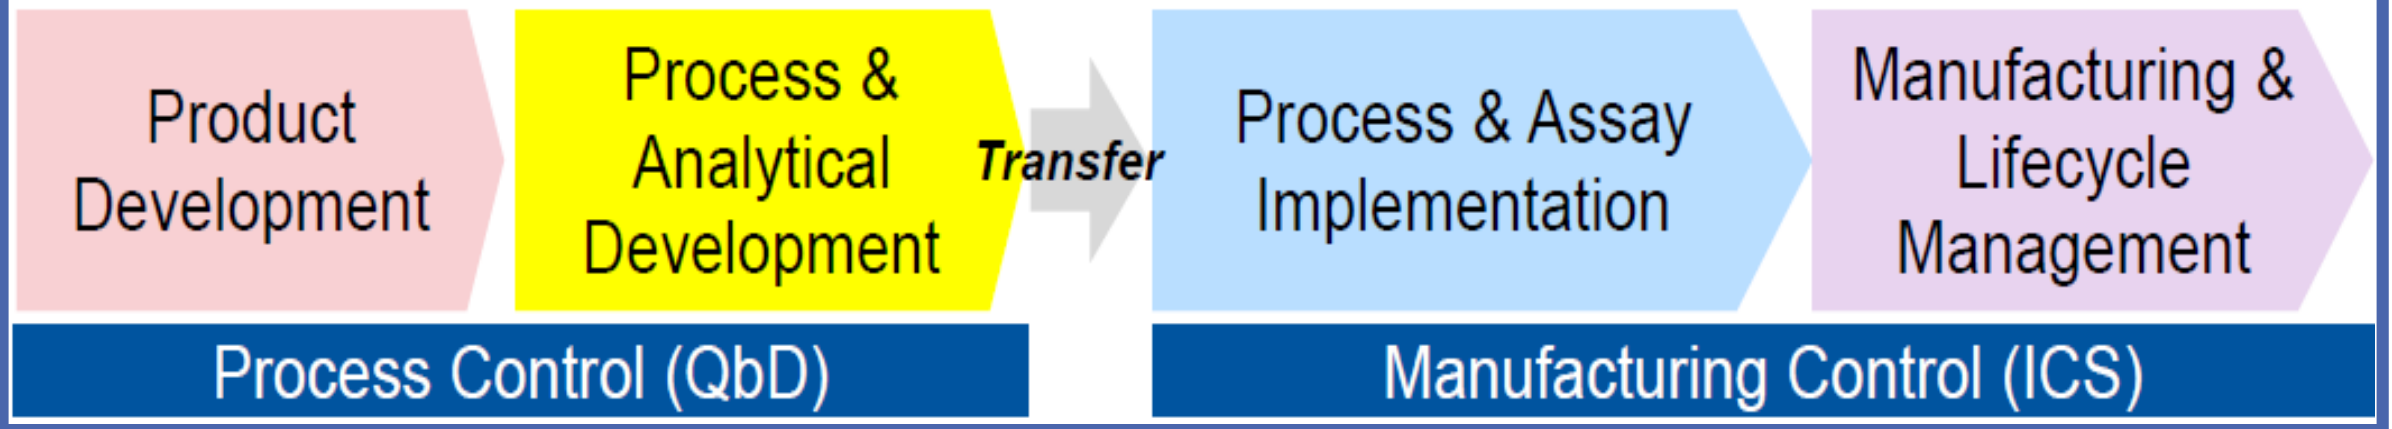 Product
Development
Process &
Analytical
Development
Transfer
Process & Assay
Implementation
Manufacturing &
Lifecycle
Management
Process Control (QbD)
Manufacturing Control (ICS)